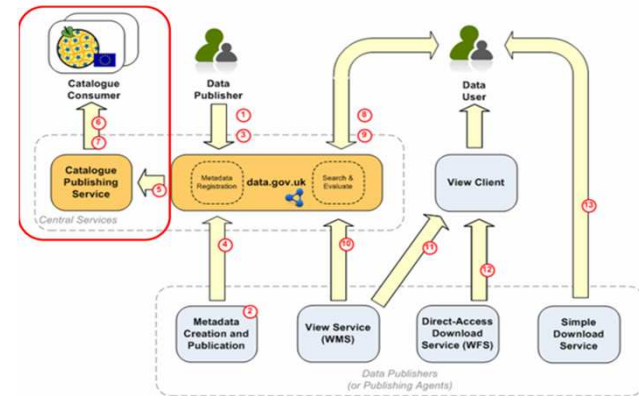 Catalogue
Consumer
Data
Publisher
Data
User
1
3
8
9
6
7
Catalogue
Publishing
Service
5
Metadata
Registration
data.gov.uk
Search &
Evaluate
View Client
Central Services
4
10
11
12
13
Metadata
Creation and
Publication
2
View Service
(WMS)
Direct-Access
Download
Service (WFS)
Simple
Download
Service
Data Publishers
(or Publishing Agents)